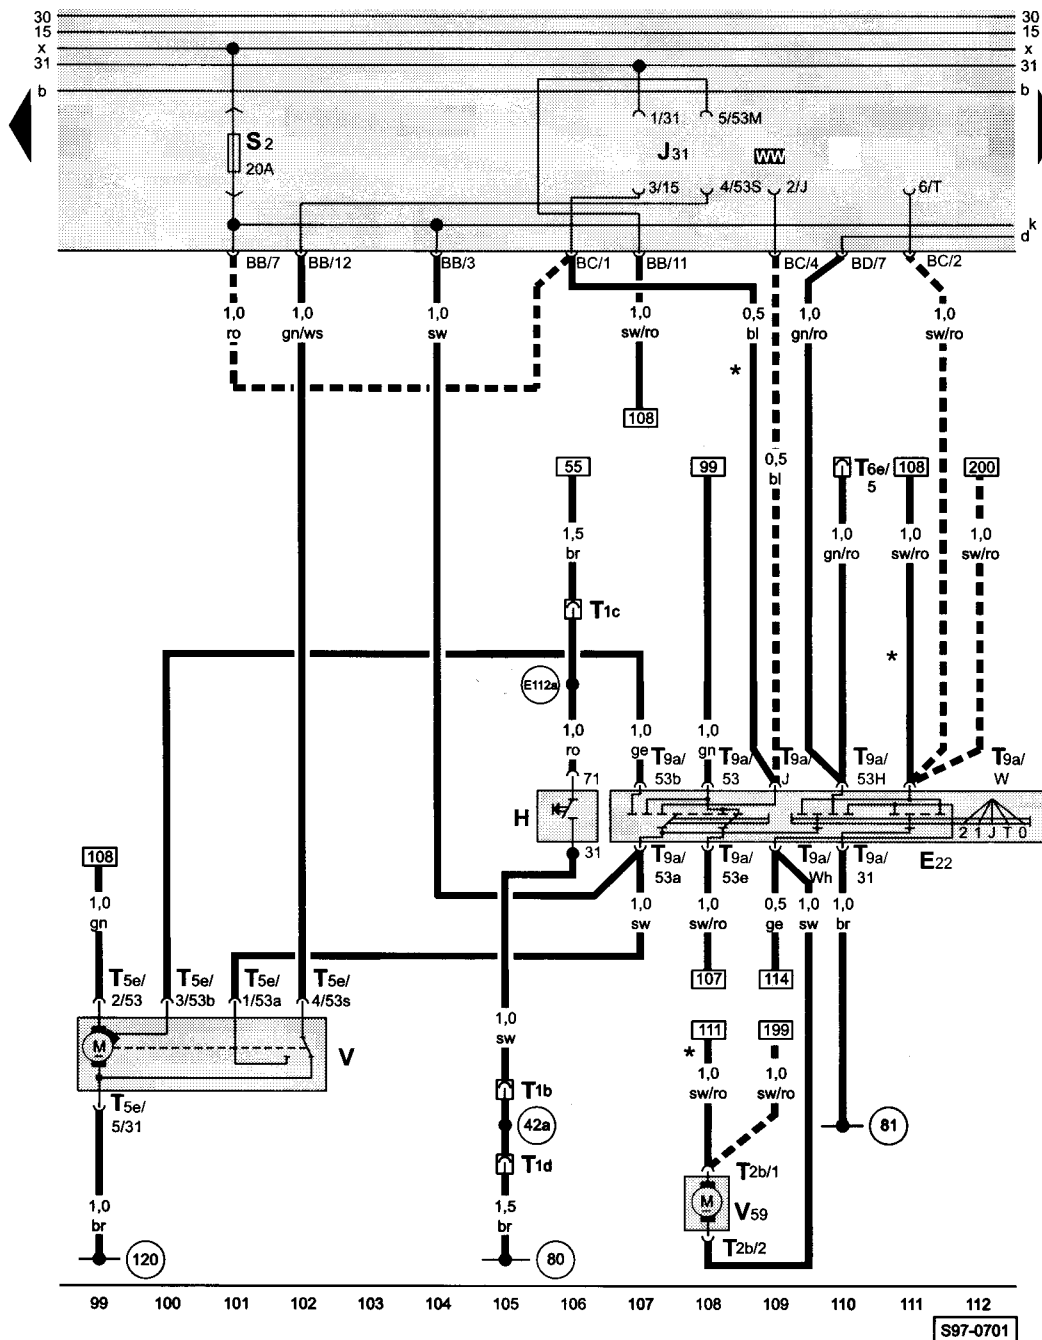 30 30
15 15
x x
31 31
b b
S2
20A
1/31 5/53M
J31 WW
3/15 4/53S 2/J 6/T
k
d
BB/7 BB/12 BB/3 BC/1 BB/11 BC/4 BD/7 BC/2
1,0 1,0 1,0 1,0 0,5 1,0 1,0
ro gn/ws sw sw/ro bl gn/ro sw/ro
*
108
55 99 0,5 T6e/ 108 200
bl 5
1,5 1,0 1,0 1,0
br gn/ro sw/ro sw/ro
T1c
*
E112a
1,0 1,0 1,0
ro ge gn
T9a/ T9a/ T9a/ T9a/ T9a/
71 53b 53 J 53H W
H
2 1 J T 0
31 T9a/ T9a/ T9a/ T9a/ E22
53a 53e Wh 31
108
1,0 1,0 1,0 0,5 1,0 1,0
gn sw sw/ro ge sw br
T5e/ T5e/ T5e/ T5e/ 107 114
2/53 3/53b 1/53a 4/53s
1,0 111 199
sw
M V * 1,0 1,0
sw/ro sw/ro
T5e/ T1b
5/31 42a 81
T1d T2b/1
1,0 1,5 M V59
br br
T2b/2
120 80
99 100 101 102 103 104 105 106 107 108 109 110 111 112
S97-0701